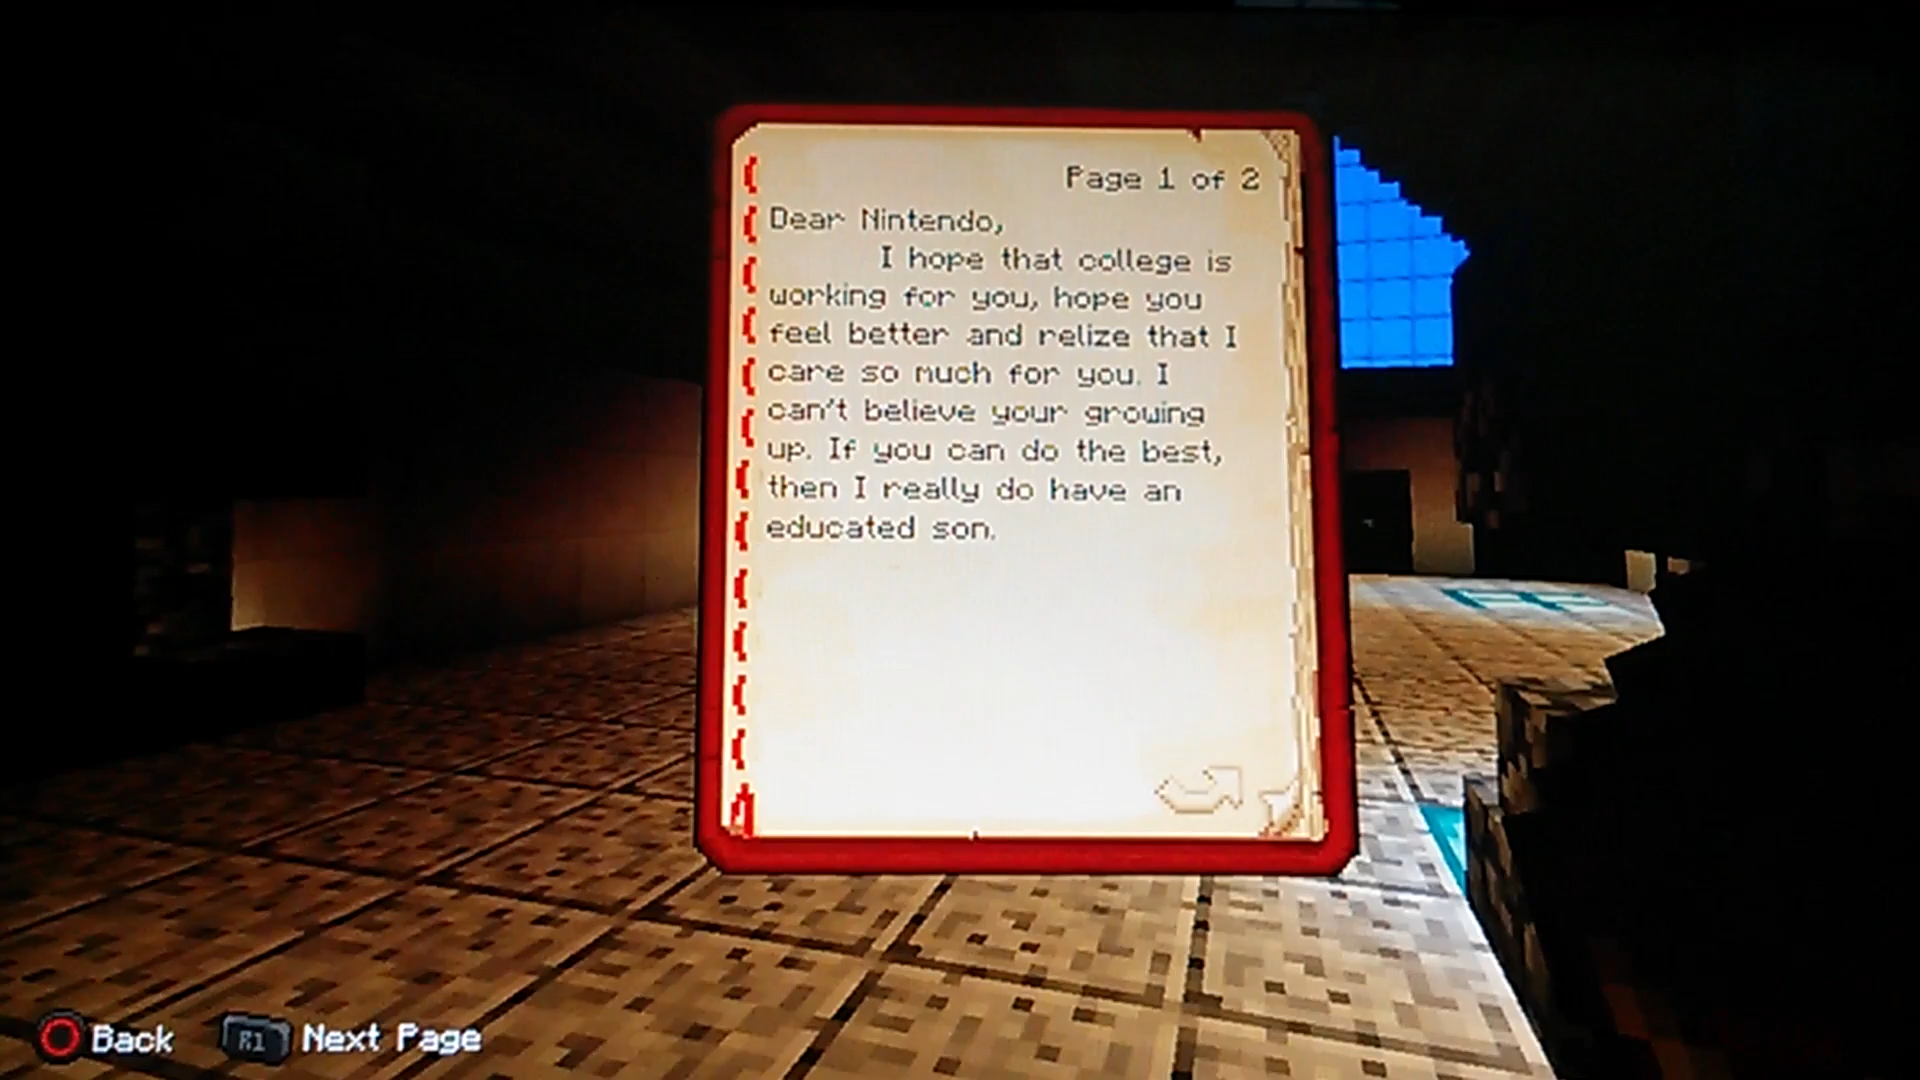 Page 1 of 2
Dear Nintendo,
I hope that college is
working for you, hope you
feel better and relize that I
care so much for you. I
can't believe your growing
up. If you can do the best,
then I really do have an
educated son.
Back R1 Next Page